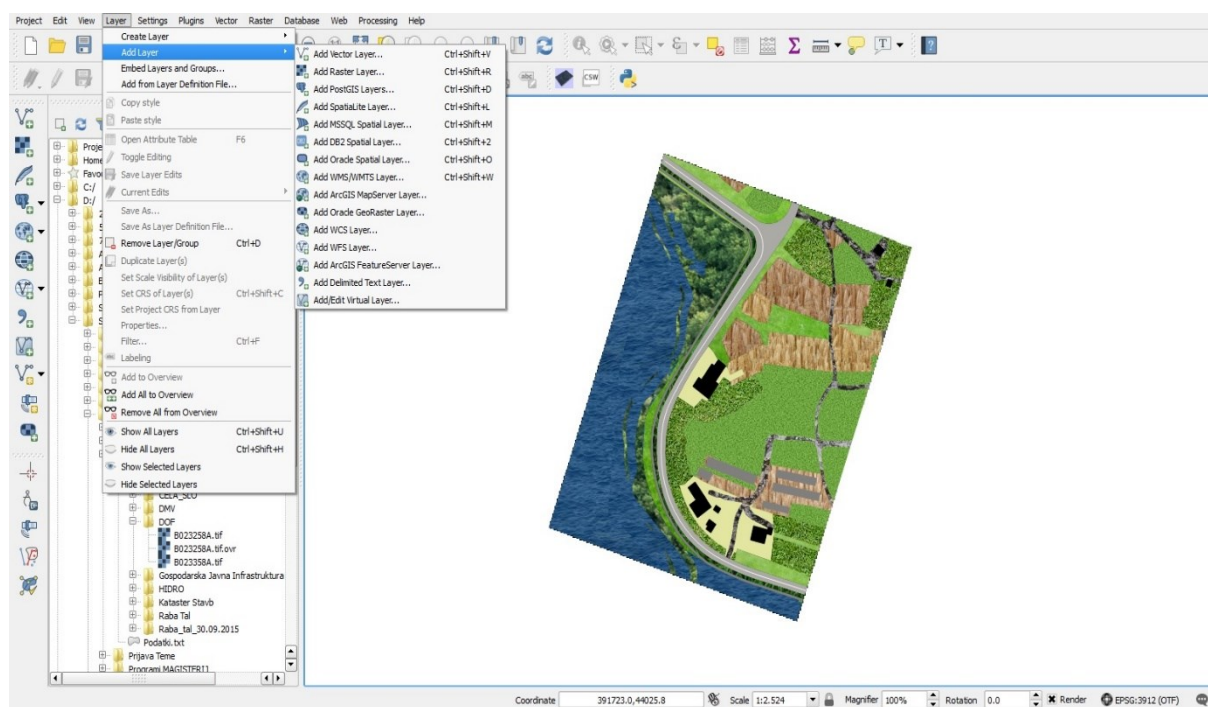 Project Edit View Layer Settings Plugins Vector Raster Database Web Processing Help
Create Layer
Add Layer
Embed Layers and Groups...
Add from Layer Definition File...
Copy style
Paste style
Open Attribute Table F6
Toggle Editing
Save Layer Edits
Current Edits
Save As...
Save As Layer Definition File...
Remove Layer/Group Ctrl+D
Duplicate Layer(s)
Set Scale Visibility of Layer(s)
Set CRS of Layer(s) Ctrl+Shift+C
Set Project CRS from Layer
Properties...
Filter... Ctrl+F
Labeling
Add to Overview
Add All to Overview
Remove All from Overview
Show All Layers Ctrl+Shift+U
Hide All Layers Ctrl+Shift+H
Show Selected Layers
Hide Selected Layers
Add Vector Layer... Ctrl+Shift+V
Add Raster Layer... Ctrl+Shift+R
Add PostGIS Layers... Ctrl+Shift+D
Add SpatiaLite Layer... Ctrl+Shift+L
Add MSSQL Spatial Layer... Ctrl+Shift+M
Add DB2 Spatial Layer... Ctrl+Shift+2
Add Oracle Spatial Layer... Ctrl+Shift+O
Add WMS/WMTS Layer... Ctrl+Shift+W
Add ArcGIS MapServer Layer...
Add Oracle GeoRaster Layer...
Add WCS Layer...
Add WFS Layer...
Add ArcGIS FeatureServer Layer...
Add Delimited Text Layer...
Add/Edit Virtual Layer...
abc
CSW
Proje
Home
Favo
C:/
D:/
CELA_SLO
DMV
DOF
B023258A.tif
B023258A.tif.ovr
B023358A.tif
Gospodarska Javna Infrastruktura
HIDRO
Kataster Stavb
Raba Tal
Raba_tal_30.09.2015
Podatki.txt
Prijava Teme
Programi MAGISTERIJ
Coordinate 391723.0,44025.8 Scale 1:2.524 Magnifier 100% Rotation 0.0 Render EPSG:3912 (OTF)